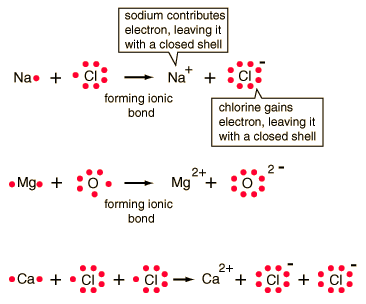 sodium contributes
electron, leaving it
with a closed shell
Na + Cl → Na+ + Cl-
forming ionic
bond
chlorine gains
electron, leaving it
with a closed shell
Mg + O → Mg2+ + O2-
forming ionic
bond
Ca + Cl + Cl → Ca2+ + Cl- + Cl-